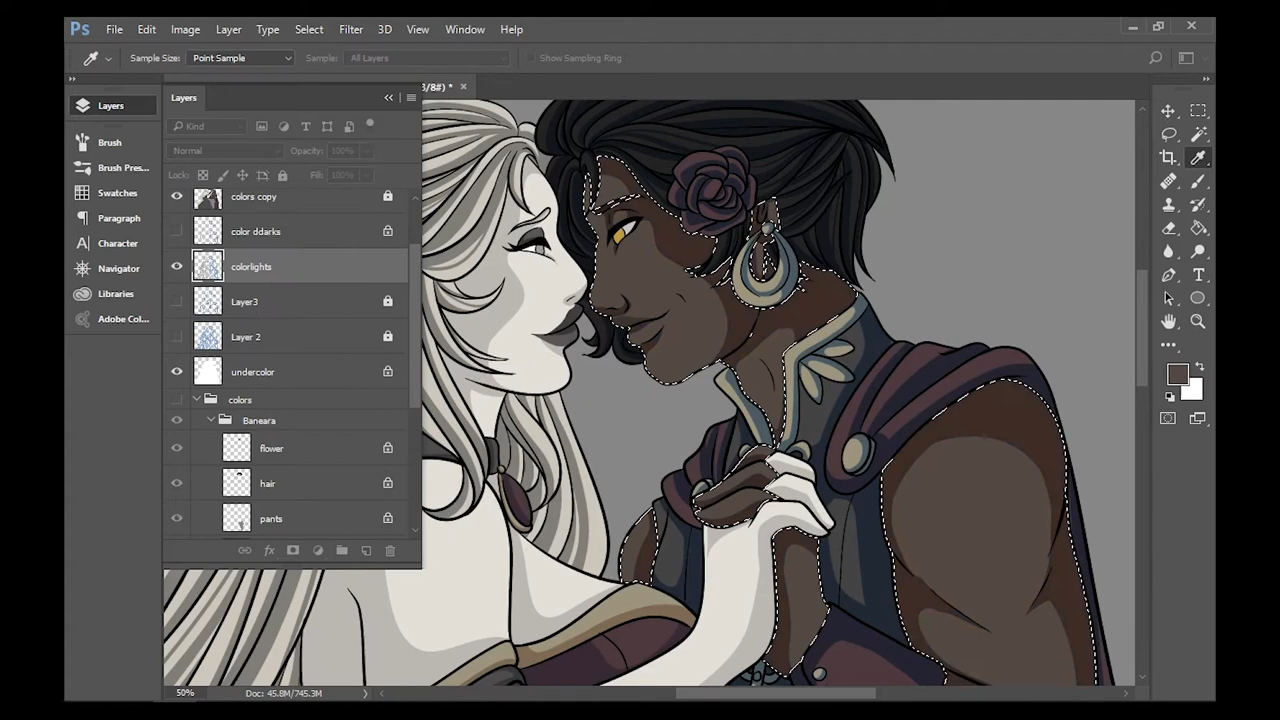 Ps File Edit Image Layer Type Select Filter 3D View Window Help
Sample Size: Point Sample Sample: All Layers Show Sampling Ring
3/8#) *
Layers
Brush
Brush Pres...
Swatches
Paragraph
Character
Navigator
Libraries
Adobe Col...
Layers
Kind
Normal Opacity: 100%
Lock: Fill: 100%
colors copy
color ddarks
colorlights
Layer3
Layer 2
undercolor
colors
Baneara
flower
hair
pants
fx
50% Doc: 45.8M/745.3M